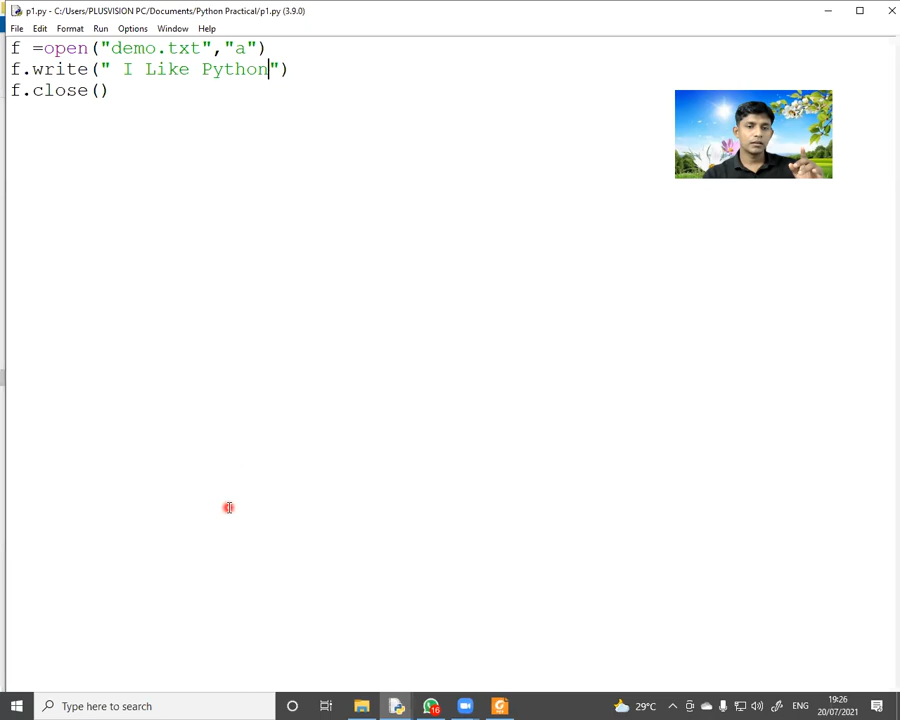 p1.py - C:/Users/PLUSVISION PC/Documents/Python Practical/p1.py (3.9.0)
File Edit Format Run Options Window Help
f =open("demo.txt","a")
f.write(" I Like Python")
f.close()
Type here to search
16
29°C
ENG
19:26
20/07/2021